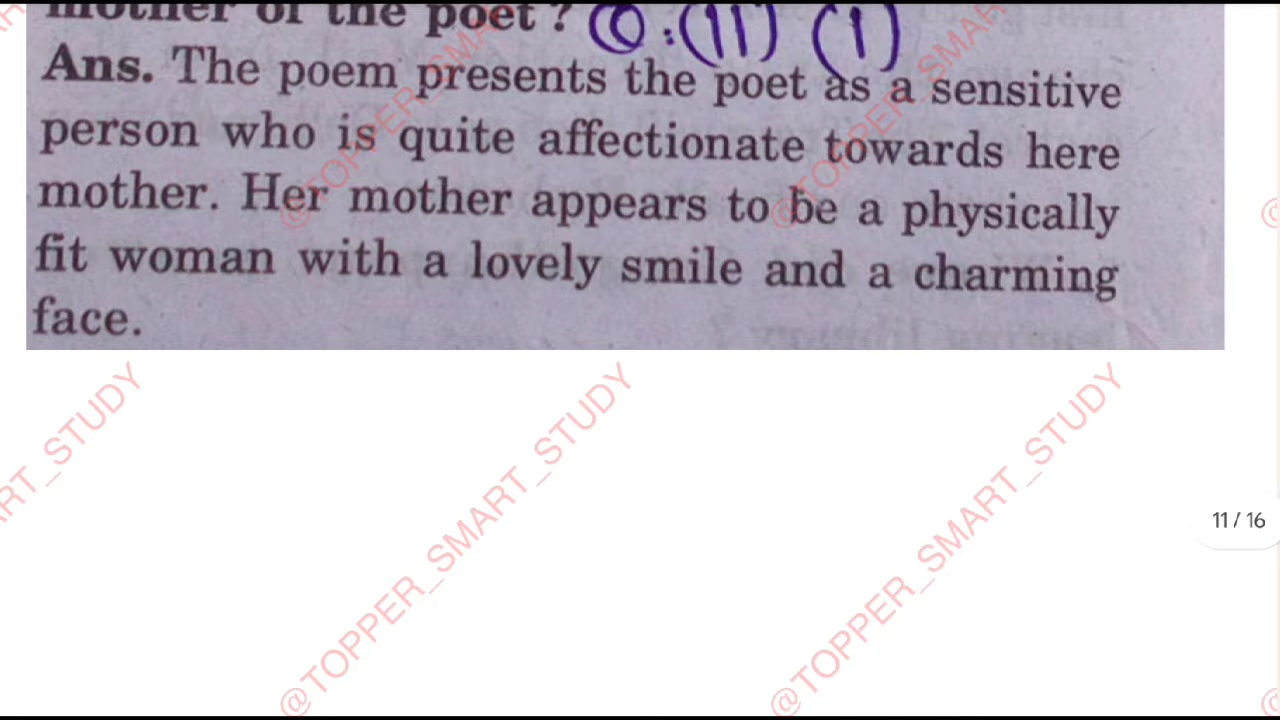 mother of the poet ? Q:(11) (1)
Ans. The poem presents the poet as a sensitive
person who is quite affectionate towards here
mother. Her mother appears to be a physically
fit woman with a lovely smile and a charming
face.
@TOPPER_SMART_STUDY
@TOPPER_SMART_STUDY
11 / 16